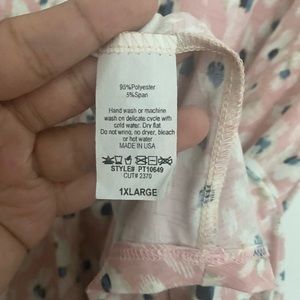 95%Polyester
5%Span
Hand wash or machine
wash on delicate cycle with
cold water. Dry flat
Do not wring, no dryer, bleach
or hot water
MADE IN USA
STYLE# PT10649
CUT# 2370
1XLARGE